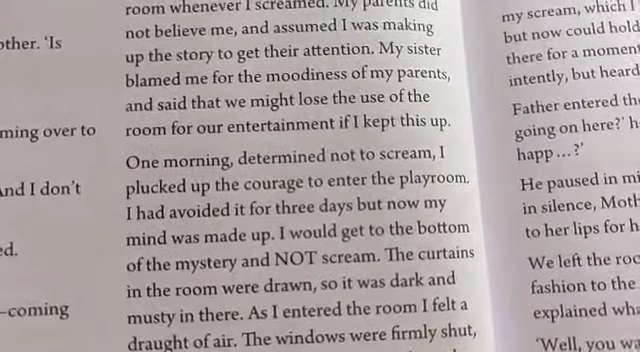 other. 'Is
ming over to
And I don't
ed.
–coming
room whenever I screamed. My parents did
not believe me, and assumed I was making
up the story to get their attention. My sister
blamed me for the moodiness of my parents,
and said that we might lose the use of the
room for our entertainment if I kept this up.
One morning, determined not to scream, I
plucked up the courage to enter the playroom.
I had avoided it for three days but now my
mind was made up. I would get to the bottom
of the mystery and NOT scream. The curtains
in the room were drawn, so it was dark and
musty in there. As I entered the room I felt a
draught of air. The windows were firmly shut,
my scream, which I
but now could hold
there for a momen
intently, but heard
Father entered th
going on here?' h
happ …?'
He paused in mi
in silence, Moth
to her lips for h
We left the roo
fashion to the
explained wha
'Well, you wa